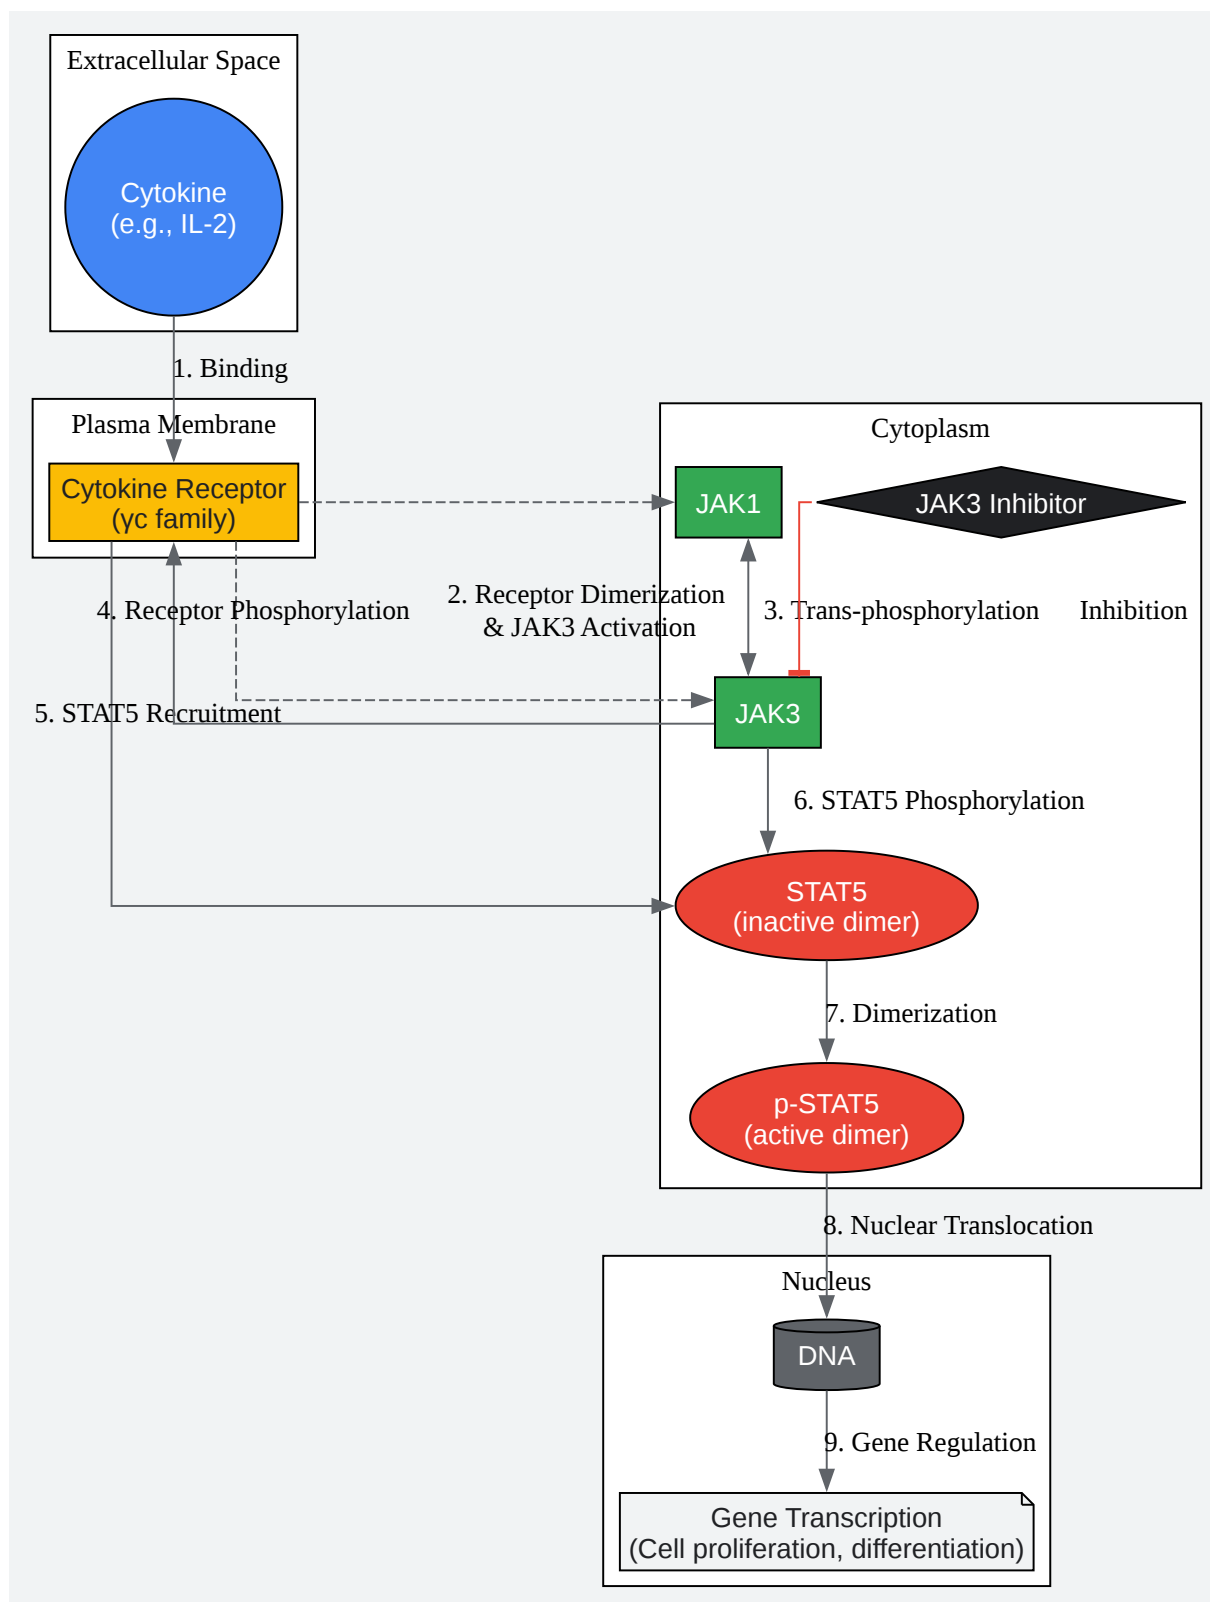 Extracellular Space
Cytokine
(e.g., IL-2)
1. Binding
Plasma Membrane
Cytokine Receptor
(γc family)
Cytoplasm
JAK1
JAK3 Inhibitor
4. Receptor Phosphorylation
2. Receptor Dimerization
& JAK3 Activation
3. Trans-phosphorylation
Inhibition
5. STAT5 Recruitment
JAK3
6. STAT5 Phosphorylation
STAT5
(inactive dimer)
7. Dimerization
p-STAT5
(active dimer)
8. Nuclear Translocation
Nucleus
DNA
9. Gene Regulation
Gene Transcription
(Cell proliferation, differentiation)